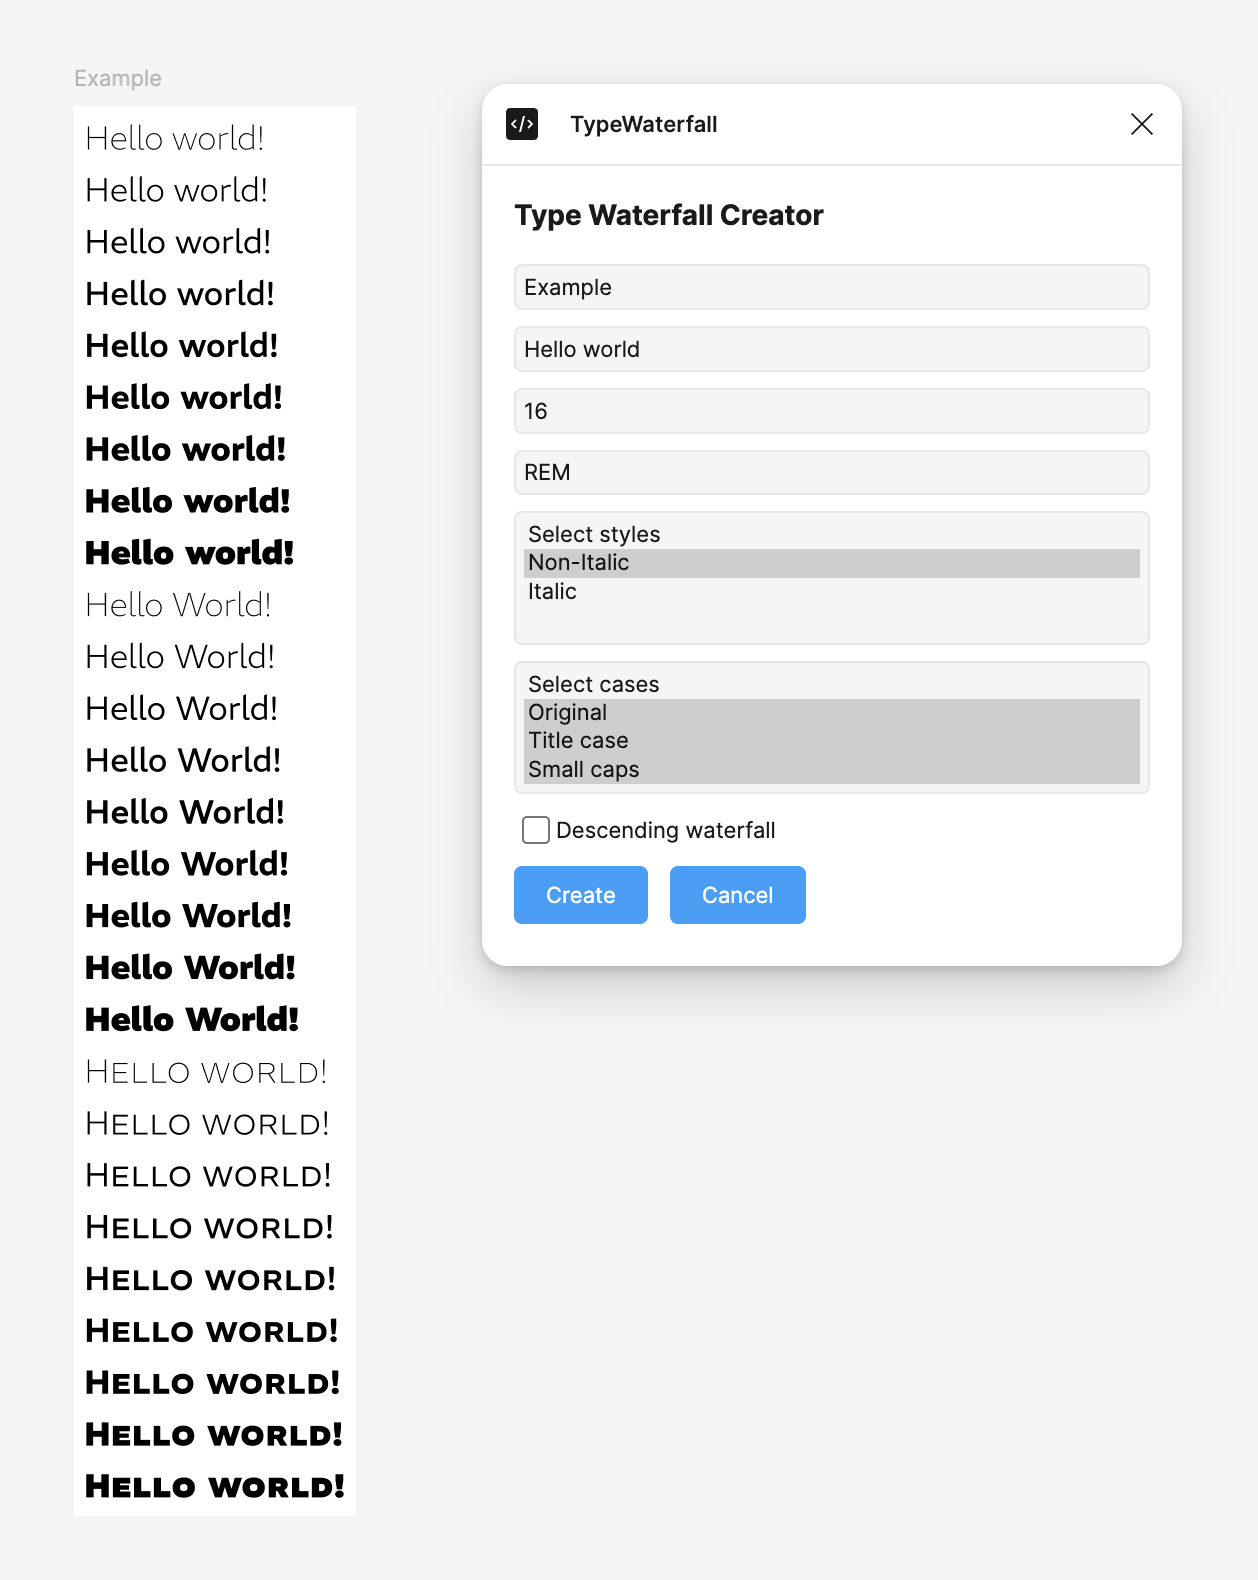 Example
Hello world!
Hello world!
Hello world!
Hello world!
Hello world!
Hello world!
Hello world!
Hello world!
Hello world!
Hello World!
Hello World!
Hello World!
Hello World!
Hello World!
Hello World!
Hello World!
Hello World!
Hello World!
Hello world!
Hello world!
Hello world!
Hello world!
Hello world!
Hello world!
Hello world!
Hello world!
Hello world!
</> TypeWaterfall
Type Waterfall Creator
Example
Hello world
16
REM
Select styles
Non-Italic
Italic
Select cases
Original
Title case
Small caps
Descending waterfall
Create Cancel